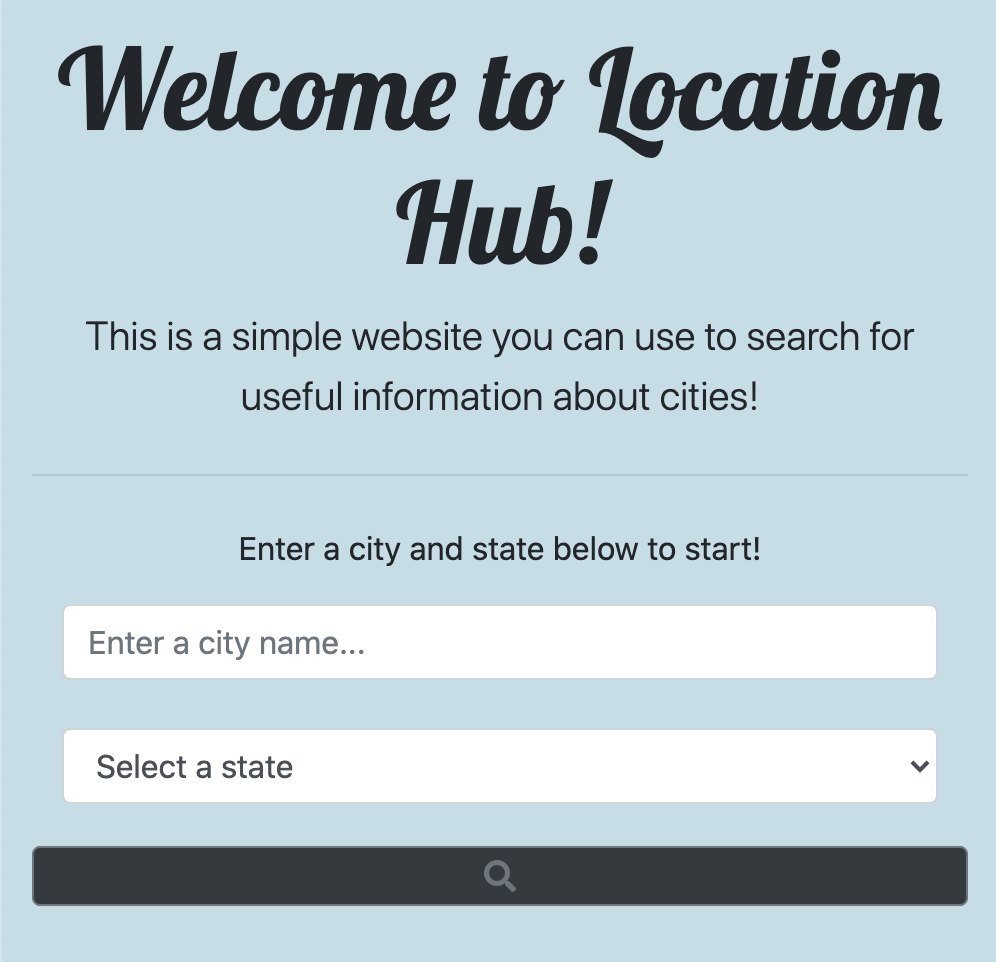 Welcome to Location
Hub!
This is a simple website you can use to search for
useful information about cities!
Enter a city and state below to start!
Enter a city name...
Select a state